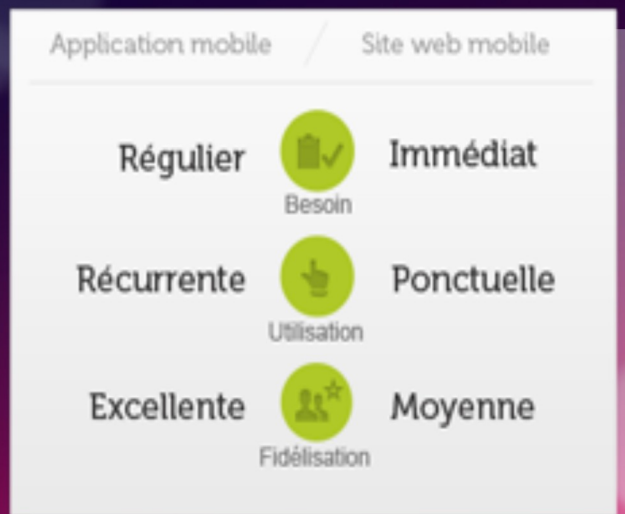 Application mobile / Site web mobile
Régulier Immédiat
Besoin
Récurrente Ponctuelle
Utilisation
Excellente Moyenne
Fidélisation